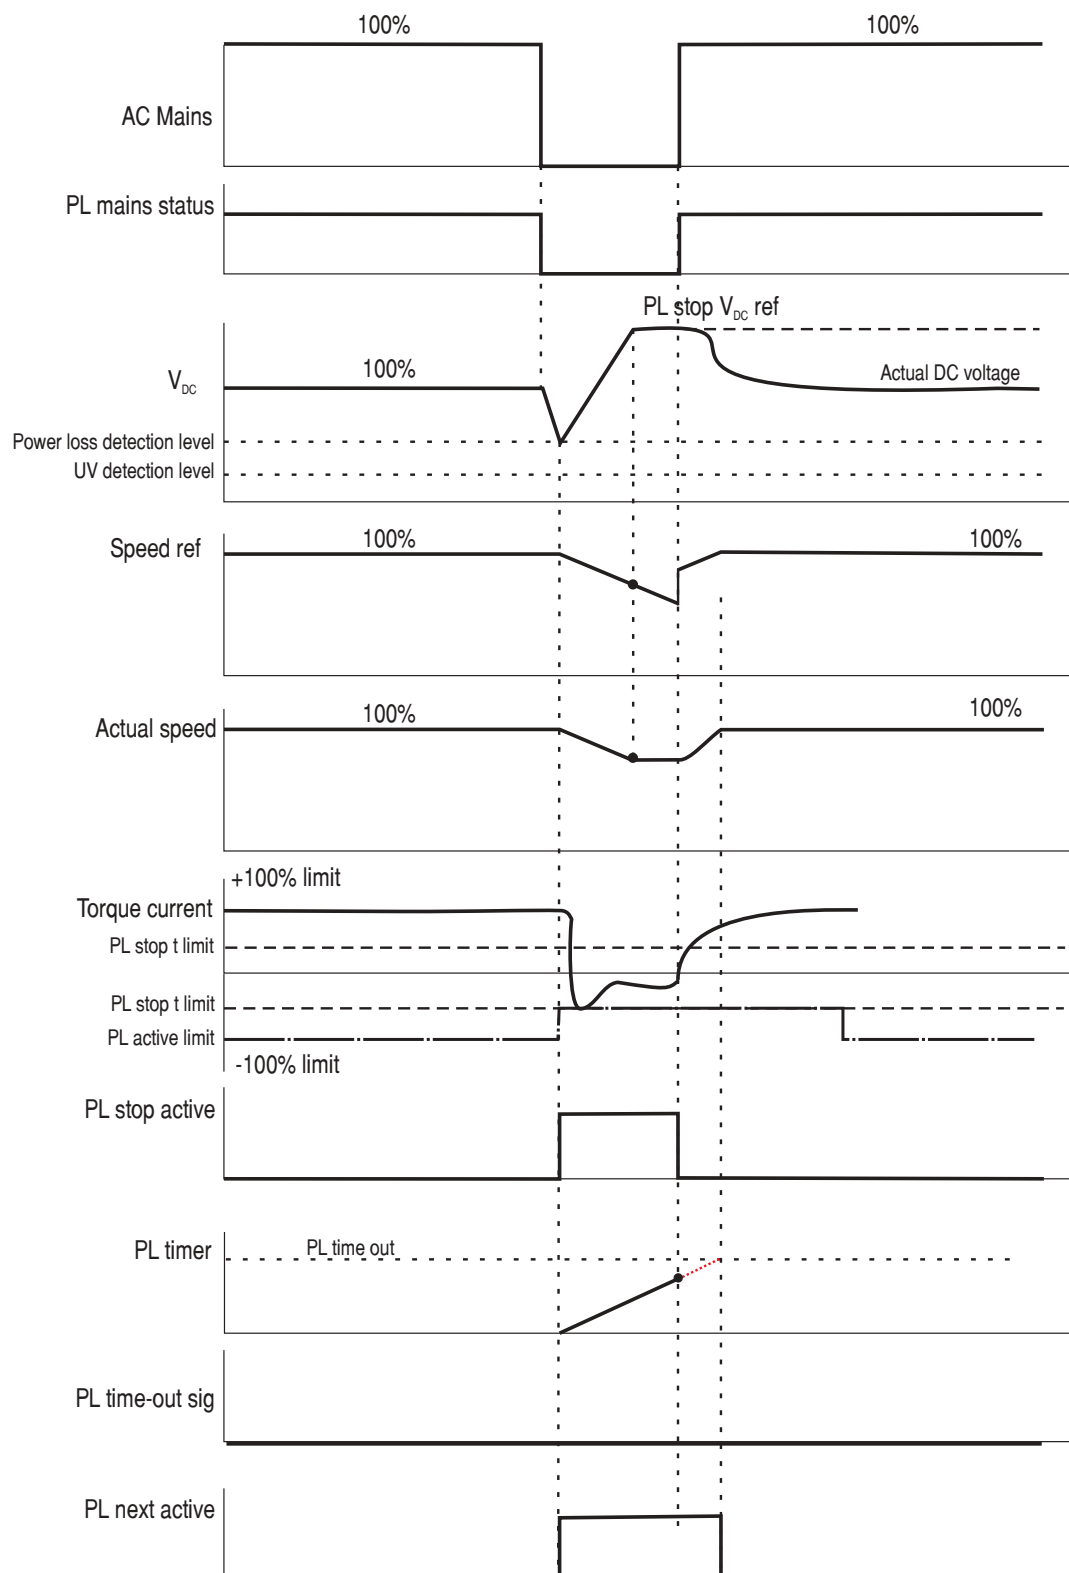 100%
100%
AC Mains
PL mains status
PL stop VDC ref
100%
VDC
Actual DC voltage
Power loss detection level
UV detection level
Speed ref
100%
100%
Actual speed
100%
100%
+100% limit
Torque current
PL stop t limit
PL stop t limit
PL active limit
-100% limit
PL stop active
PL timer
PL time out
PL time-out sig
PL next active